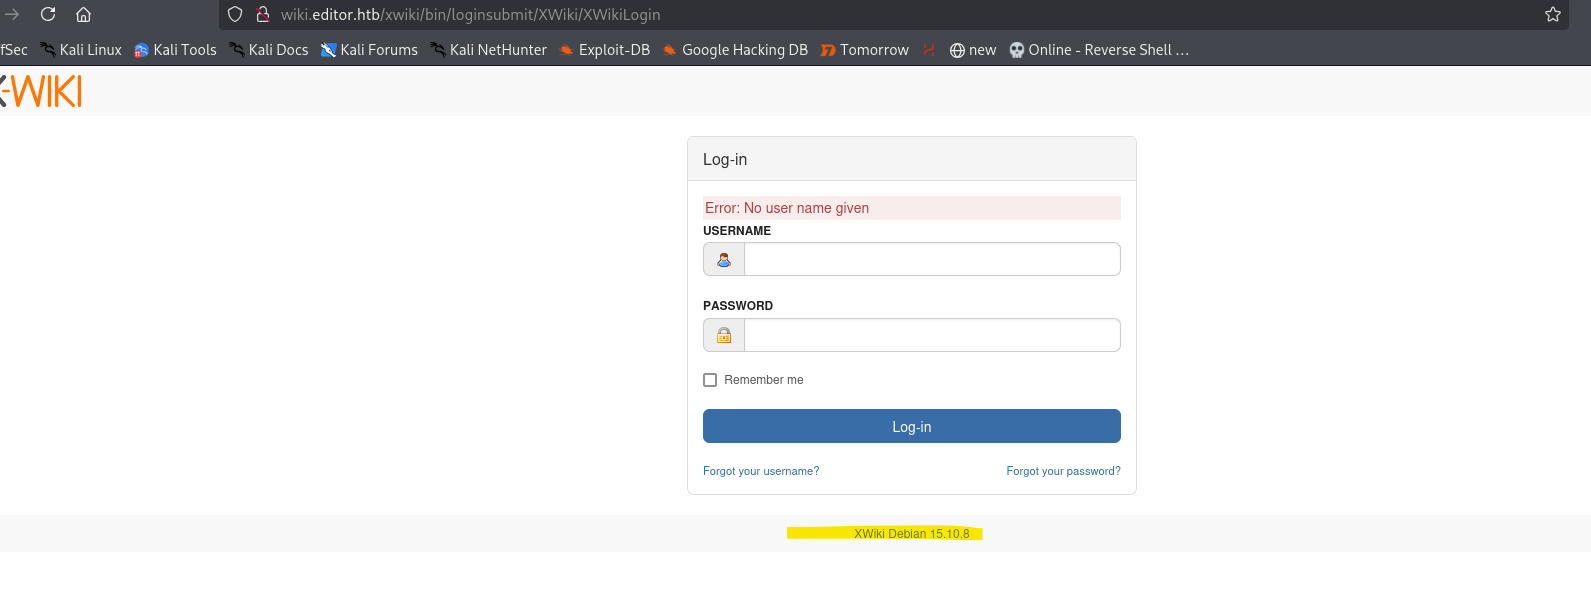 wiki.editor.htb/xwiki/bin/loginsubmit/XWiki/XWikiLogin
fSec Kali Linux Kali Tools Kali Docs Kali Forums Kali NetHunter Exploit-DB Google Hacking DB Tomorrow new Online - Reverse Shell …
X-WIKI
Log-in
Error: No user name given
USERNAME
PASSWORD
Remember me
Log-in
Forgot your username? Forgot your password?
XWiki Debian 15.10.8